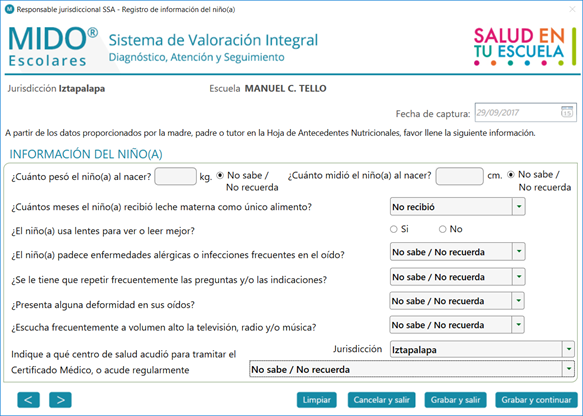 M Responsable jurisdiccional SSA - Registro de información del niño(a)
MIDO® Escolares
Sistema de Valoración Integral
Diagnóstico, Atención y Seguimiento
SALUD EN
TU ESCUELA
Jurisdicción Iztapalapa Escuela MANUEL C. TELLO
Fecha de captura: 29/09/2017 15
A partir de los datos proporcionados por la madre, padre o tutor en la Hoja de Antecedentes Nutricionales, favor llene la siguiente información.
INFORMACIÓN DEL NIÑO(A)
¿Cuánto pesó el niño(a) al nacer? kg. No sabe / No recuerda ¿Cuánto midió el niño(a) al nacer? cm. No sabe / No recuerda
¿Cuántos meses el niño(a) recibió leche materna como único alimento? No recibió
¿El niño(a) usa lentes para ver o leer mejor? Si No
¿El niño(a) padece enfermedades alérgicas o infecciones frecuentes en el oído? No sabe / No recuerda
¿Se le tiene que repetir frecuentemente las preguntas y/o las indicaciones? No sabe / No recuerda
¿Presenta alguna deformidad en sus oídos? No sabe / No recuerda
¿Escucha frecuentemente a volumen alto la televisión, radio y/o música? No sabe / No recuerda
Jurisdicción Iztapalapa
Indique a qué centro de salud acudió para tramitar el
Certificado Médico, o acude regularmente No sabe / No recuerda
< > Limpiar Cancelar y salir Grabar y salir Grabar y continuar